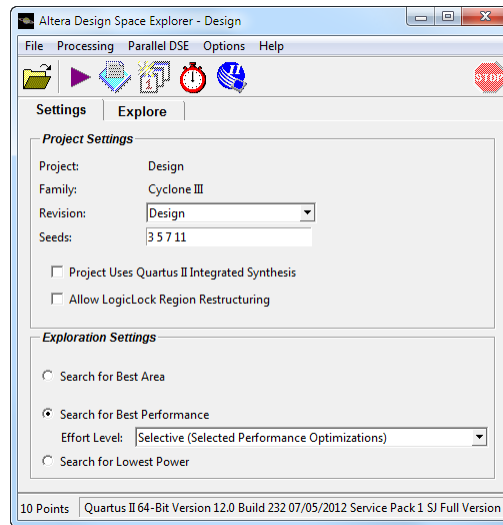 Altera Design Space Explorer - Design
File Processing Parallel DSE Options Help
1
II
STOP
Settings Explore
Project Settings
Project: Design
Family: Cyclone III
Revision: Design
Seeds: 3 5 7 11
Project Uses Quartus II Integrated Synthesis
Allow LogicLock Region Restructuring
Exploration Settings
Search for Best Area
Search for Best Performance
Effort Level: Selective (Selected Performance Optimizations)
Search for Lowest Power
10 Points Quartus II 64-Bit Version 12.0 Build 232 07/05/2012 Service Pack 1 SJ Full Version